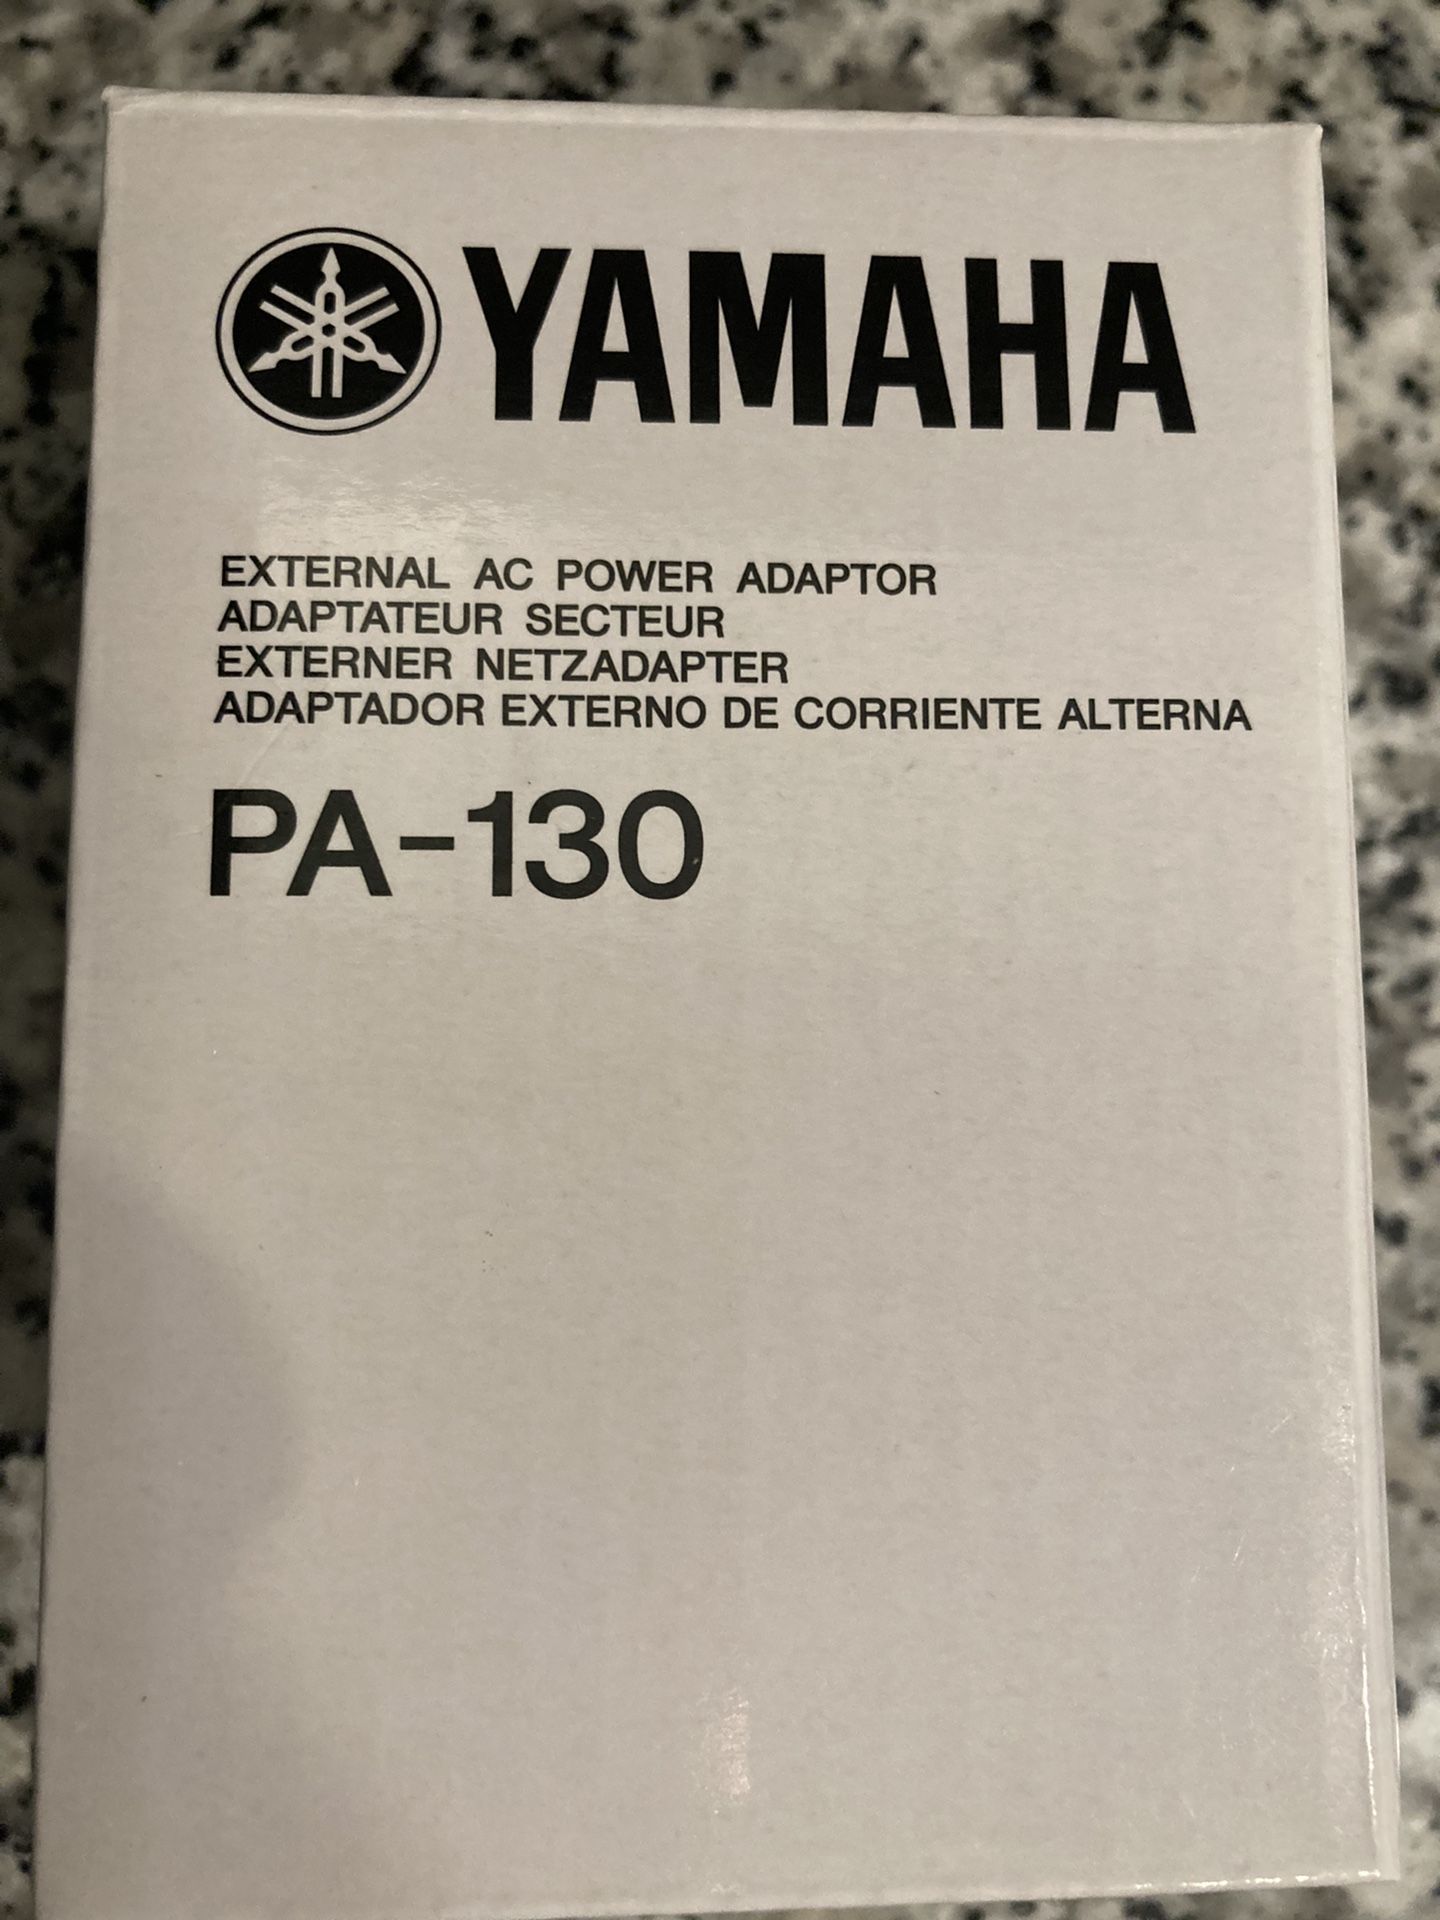 YAMAHA
EXTERNAL AC POWER ADAPTOR
ADAPTATEUR SECTEUR
EXTERNER NETZADAPTER
ADAPTADOR EXTERNO DE CORRIENTE ALTERNA
PA-130